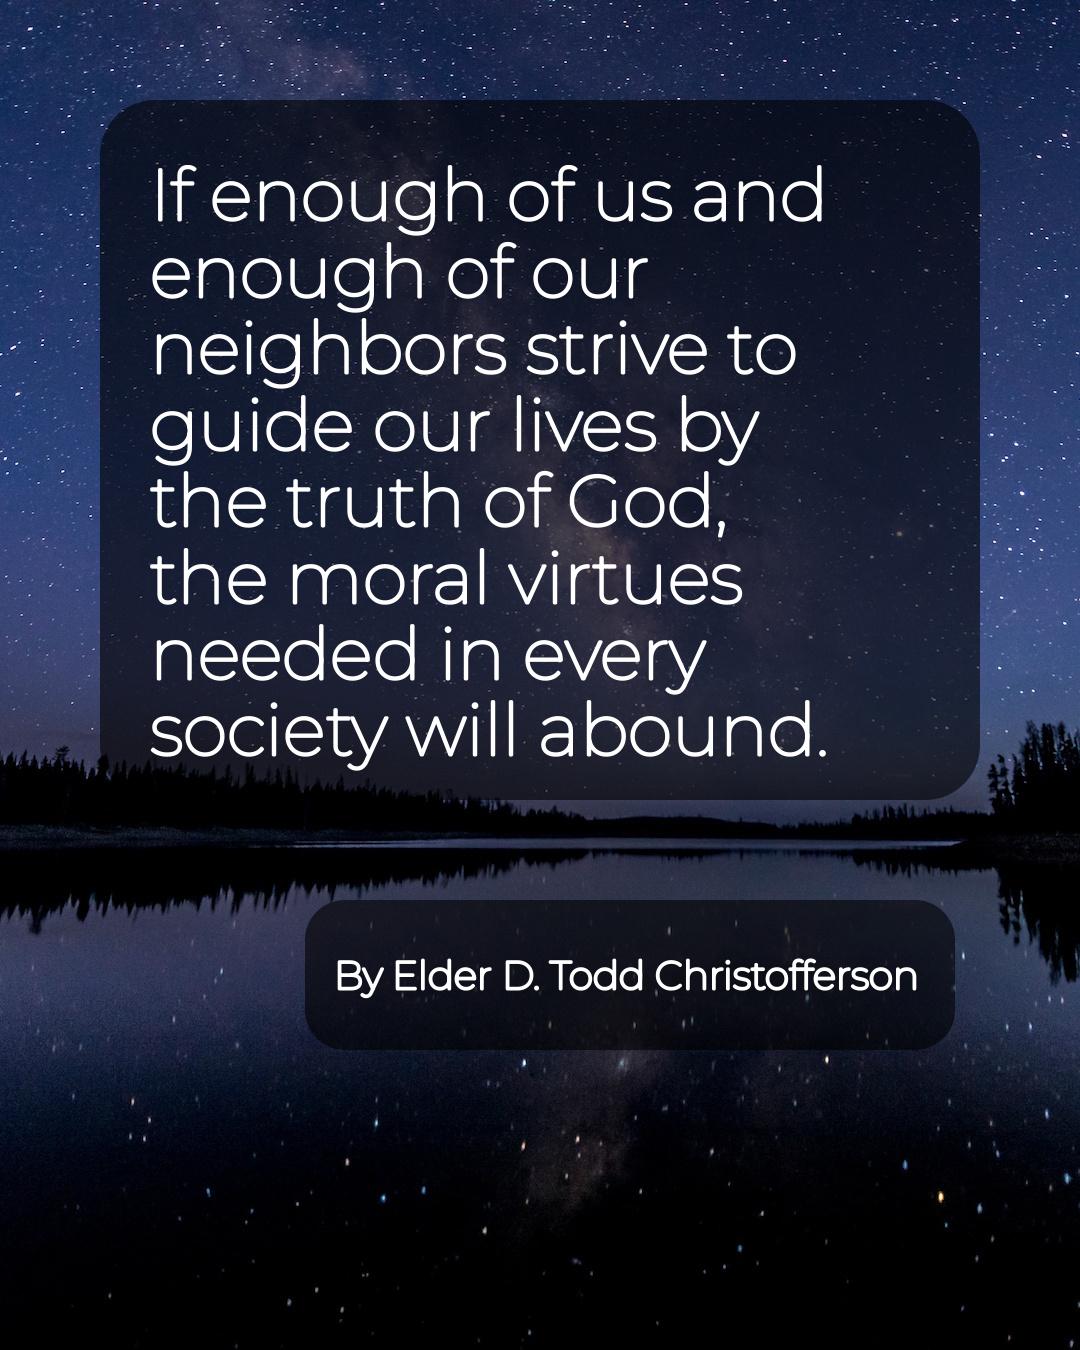 If enough of us and
enough of our
neighbors strive to
guide our lives by
the truth of God,
the moral virtues
needed in every
society will abound.
By Elder D. Todd Christofferson